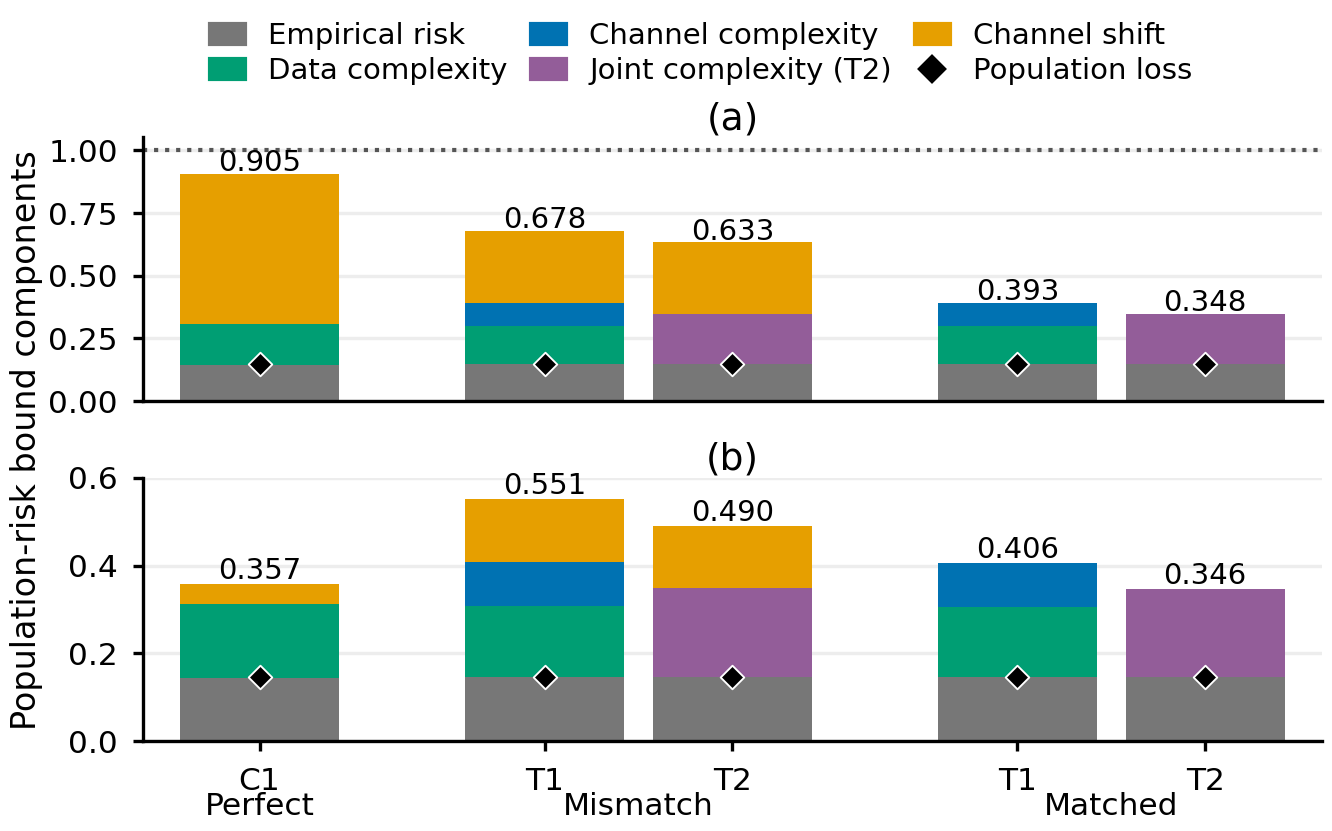 Empirical risk
Data complexity
Channel complexity
Joint complexity (T2)
Channel shift
Population loss
Population-risk bound components
(a)
1.00
0.75
0.50
0.25
0.00
0.905
0.678
0.633
0.393
0.348
(b)
0.6
0.4
0.2
0.0
0.357
0.551
0.490
0.406
0.346
C1 T1 T2 T1 T2
Perfect Mismatch Matched